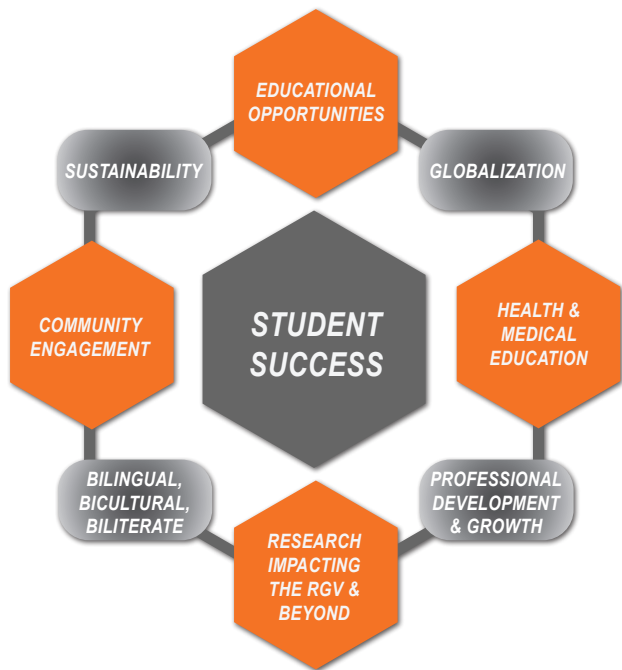 EDUCATIONAL
OPPORTUNITIES
SUSTAINABILITY
GLOBALIZATION
COMMUNITY
ENGAGEMENT
STUDENT
SUCCESS
HEALTH &
MEDICAL
EDUCATION
BILINGUAL,
BICULTURAL,
BILITERATE
PROFESSIONAL
DEVELOPMENT
& GROWTH
RESEARCH
IMPACTING
THE RGV &
BEYOND